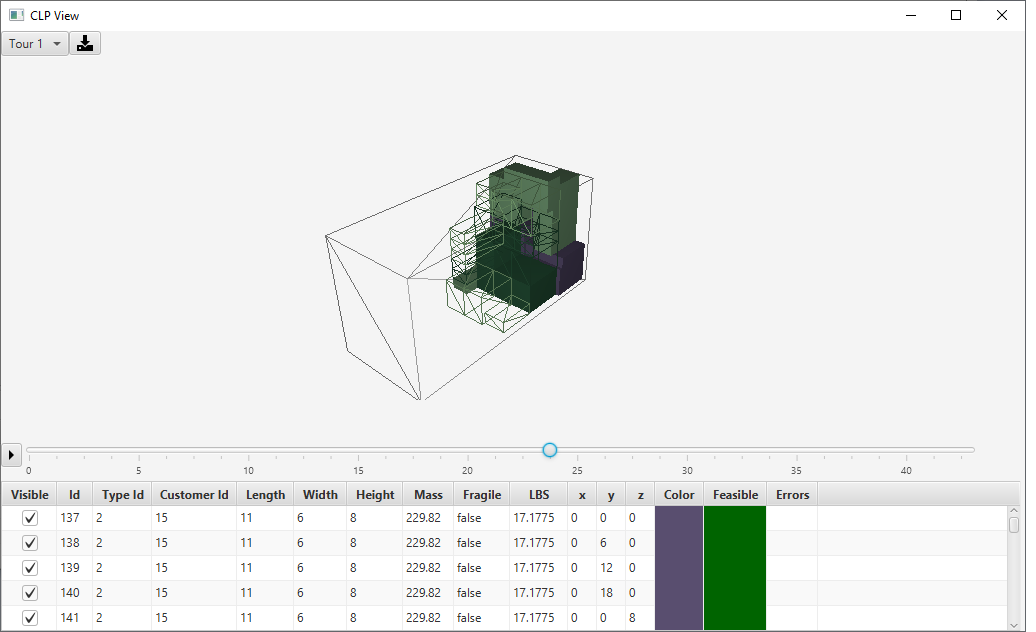 CLP View
Tour 1
0 5 10 15 20 25 30 35 40
Visible Id Type Id Customer Id Length Width Height Mass Fragile LBS x y z Color Feasible Errors
137 2 15 11 6 8 229.82 false 17.1775 0 0 0
138 2 15 11 6 8 229.82 false 17.1775 0 6 0
139 2 15 11 6 8 229.82 false 17.1775 0 12 0
140 2 15 11 6 8 229.82 false 17.1775 0 18 0
141 2 15 11 6 8 229.82 false 17.1775 0 0 8